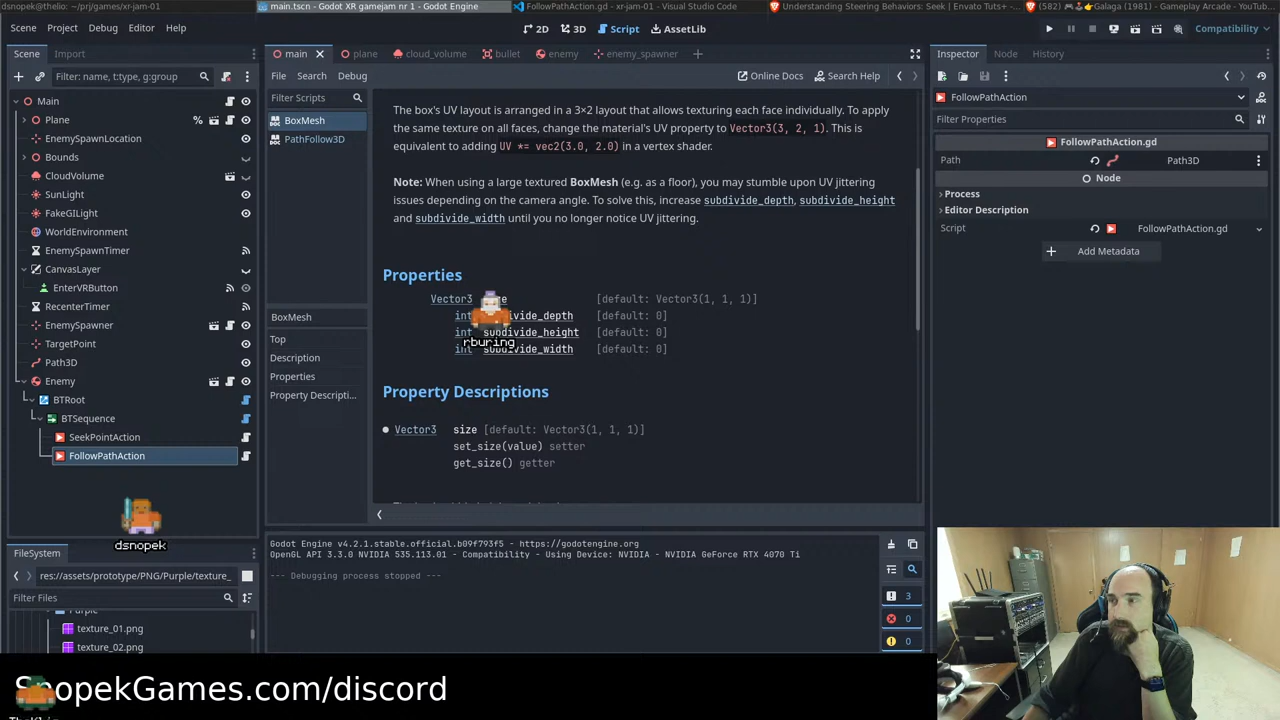 dsnopek@thelio: ~/prj/games/xr-jam-01
main.tscn - Godot XR gamejam nr 1 - Godot Engine
FollowPathAction.gd - xr-jam-01 - Visual Studio Code
Understanding Steering Behaviors: Seek | Envato Tuts+ - ...
(582) 👉Galaga (1981) - Gameplay Arcade - YouTu...
Scene Project Debug Editor Help
2D 3D Script AssetLib
Compatibility
Scene Import
Filter: name, t:type, g:group
Main
Plane
EnemySpawnLocation
Bounds
CloudVolume
SunLight
FakeGILight
WorldEnvironment
EnemySpawnTimer
CanvasLayer
EnterVRButton
RecenterTimer
EnemySpawner
TargetPoint
Path3D
Enemy
BTRoot
BTSequence
SeekPointAction
FollowPathAction
dsnopek
FileSystem
res://assets/prototype/PNG/Purple/texture_
Filter Files
Purple
texture_01.png
texture_02.png
main plane cloud_volume bullet enemy enemy_spawner
File Search Debug
Online Docs Search Help
Filter Scripts
BoxMesh
PathFollow3D
BoxMesh
Top
Description
Properties
Property Descripti...
The box's UV layout is arranged in a 3×2 layout that allows texturing each face individually. To apply
the same texture on all faces, change the material's UV property to Vector3(3, 2, 1). This is
equivalent to adding UV *= vec2(3.0, 2.0) in a vertex shader.
Note: When using a large textured BoxMesh (e.g. as a floor), you may stumble upon UV jittering
issues depending on the camera angle. To solve this, increase subdivide_depth, subdivide_height
and subdivide_width until you no longer notice UV jittering.
Properties
Vector3 [default: Vector3(1, 1, 1)]
int [default: 0]
int subdivide_height [default: 0]
int subdivide_width [default: 0]
rburing
Property Descriptions
Vector3 size [default: Vector3(1, 1, 1)]
set_size(value) setter
get_size() getter
Godot Engine v4.2.1.stable.official.b09f793f5 - https://godotengine.org
OpenGL API 3.3.0 NVIDIA 535.113.01 - Compatibility - Using Device: NVIDIA - NVIDIA GeForce RTX 4070 Ti
--- Debugging process stopped ---
3
0
0
Inspector Node History
FollowPathAction
Filter Properties
FollowPathAction.gd
Path Path3D
Node
Process
Editor Description
Script FollowPathAction.gd
Add Metadata
SnopekGames.com/discord